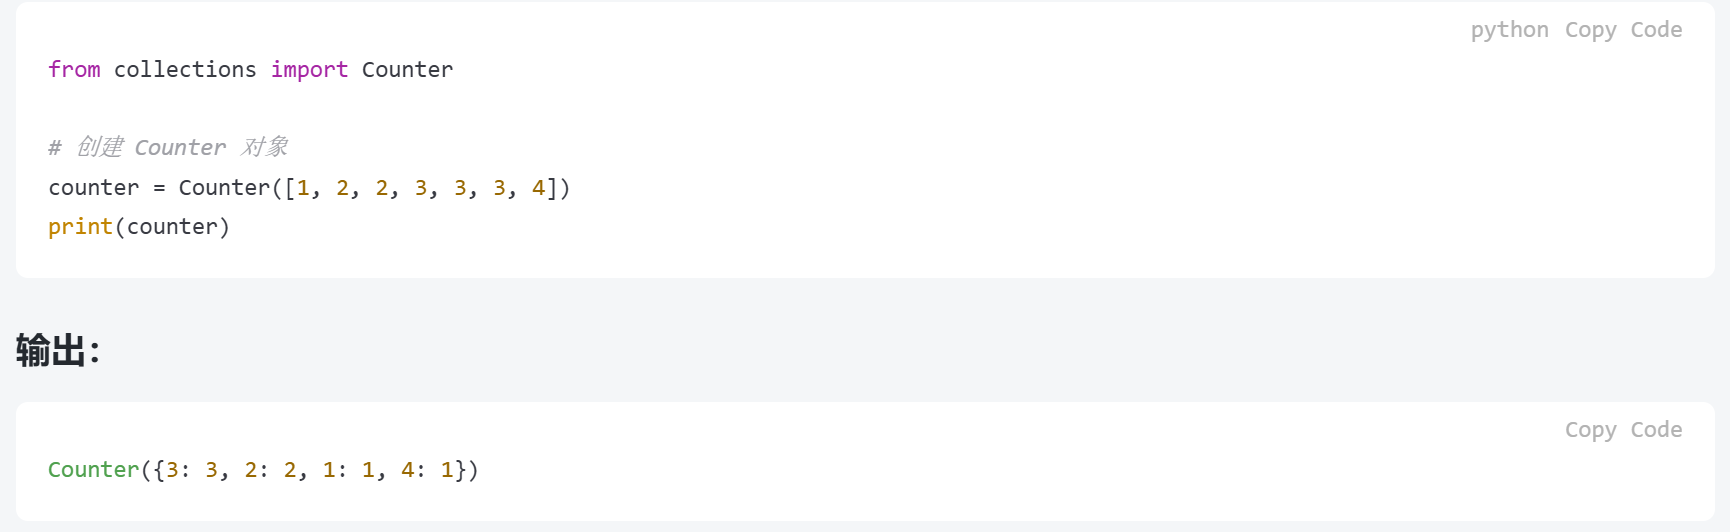 python Copy Code
from collections import Counter
# 创建 Counter 对象
counter = Counter([1, 2, 2, 3, 3, 3, 4])
print(counter)
输出：
Copy Code
Counter({3: 3, 2: 2, 1: 1, 4: 1})